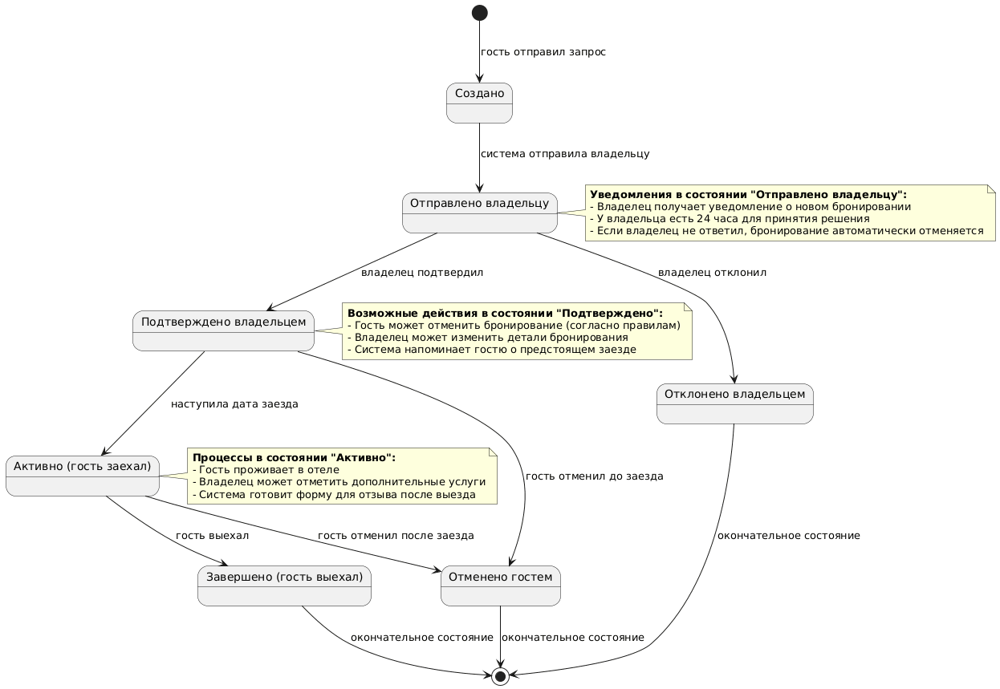 гость отправил запрос
Создано
система отправила владельцу
Отправлено владельцу
Уведомления в состоянии "Отправлено владельцу":
- Владелец получает уведомление о новом бронировании
- У владельца есть 24 часа для принятия решения
- Если владелец не ответил, бронирование автоматически отменяется
владелец подтвердил
владелец отклонил
Подтверждено владельцем
Возможные действия в состоянии "Подтверждено":
- Гость может отменить бронирование (согласно правилам)
- Владелец может изменить детали бронирования
- Система напоминает гостю о предстоящем заезде
Отклонено владельцем
наступила дата заезда
Активно (гость заехал)
Процессы в состоянии "Активно":
- Гость проживает в отеле
- Владелец может отметить дополнительные услуги
- Система готовит форму для отзыва после выезда
гость отменил до заезда
гость выехал
гость отменил после заезда
окончательное состояние
Завершено (гость выехал)
Отменено гостем
окончательное состояние
окончательное состояние